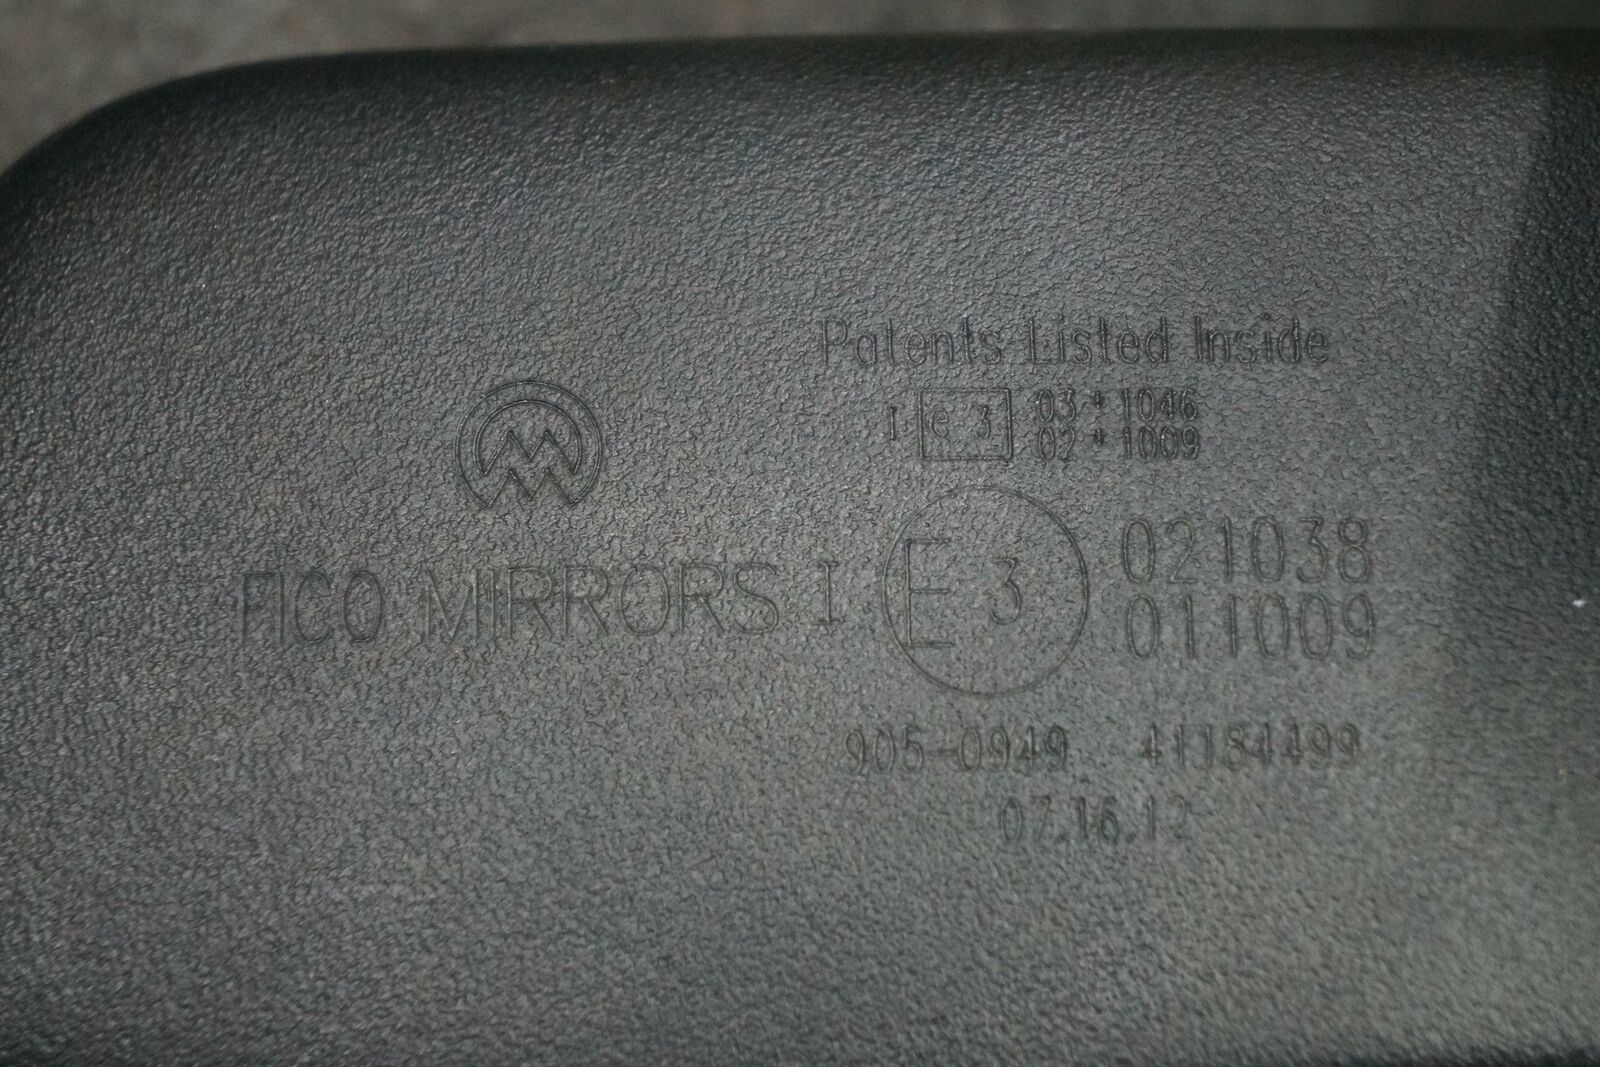 Patents Listed Inside
I e 3 03*1046
02*1009
FICO MIRRORS I E 3 021038
011009
905-0949 41184499
07.16.12